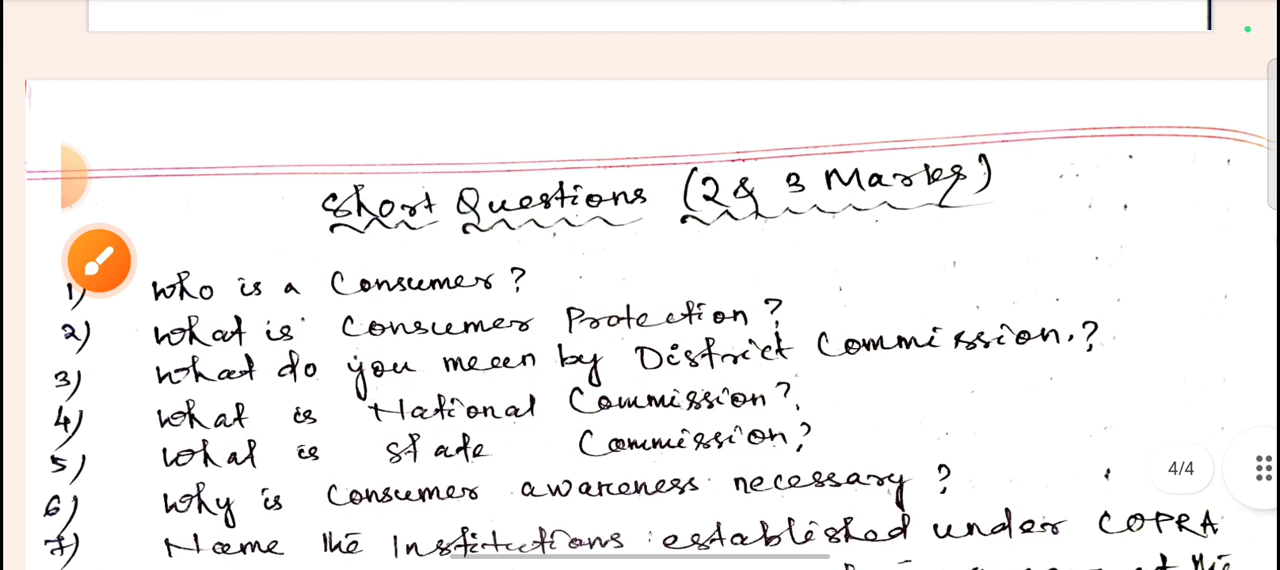 Short Questions (2 & 3 Marks)
1) Who is a Consumer?
2) What is Consumer Protection?
3) What do you meen by District Commission.?
4) What is National Commission?
5) What is state Commission?
6) Why is Consumer awareness necessary?
7) Name the Institutions established under COPRA
4/4